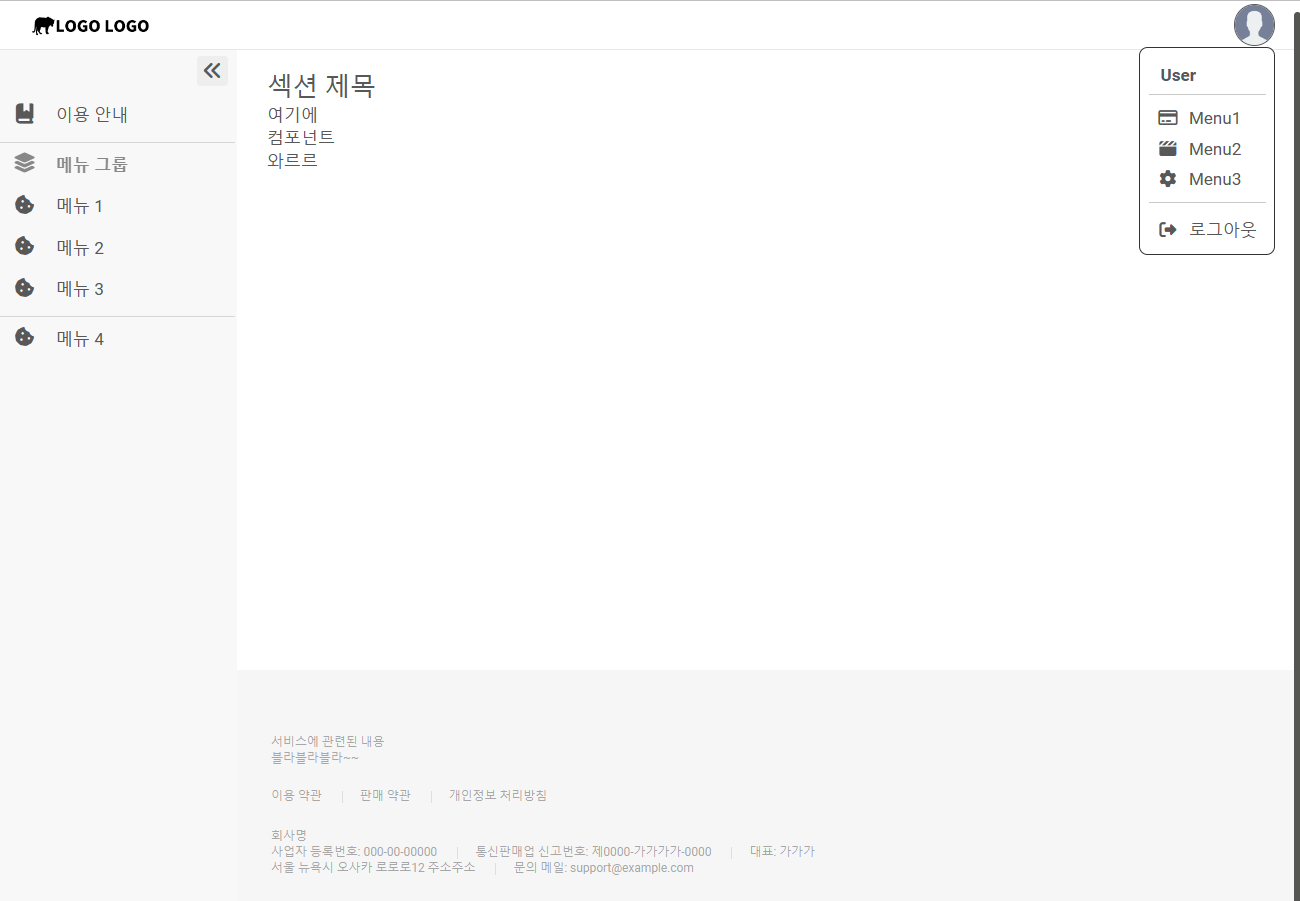 LOGO LOGO
이용 안내
메뉴 그룹
메뉴 1
메뉴 2
메뉴 3
메뉴 4
섹션 제목
여기에
컴포넌트
와르르
User
Menu1
Menu2
Menu3
로그아웃
서비스에 관련된 내용
블라블라블라~~
이용 약관 | 판매 약관 | 개인정보 처리방침
회사명
사업자 등록번호: 000-00-00000 | 통신판매업 신고번호: 제0000-가가가가-0000 | 대표: 가가가
서울 뉴욕시 오사카 로로로12 주소주소 | 문의 메일: support@example.com